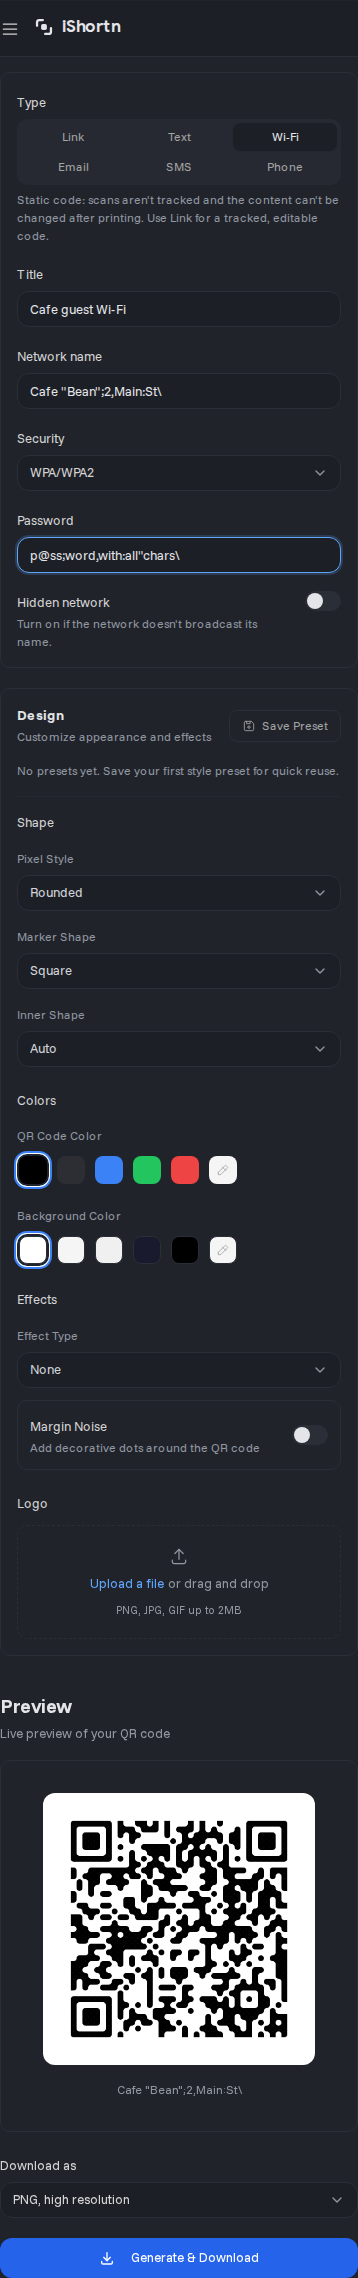 iShortn
Type
Link Text Wi-Fi
Email SMS Phone
Static code: scans aren't tracked and the content can't be
changed after printing. Use Link for a tracked, editable
code.
Title
Cafe guest Wi-Fi
Network name
Cafe "Bean";2,Main:St\
Security
WPA/WPA2
Password
p@ss;word,with:all"chars\
Hidden network
Turn on if the network doesn't broadcast its
name.
Design
Customize appearance and effects
Save Preset
No presets yet. Save your first style preset for quick reuse.
Shape
Pixel Style
Rounded
Marker Shape
Square
Inner Shape
Auto
Colors
QR Code Color
Background Color
Effects
Effect Type
None
Margin Noise
Add decorative dots around the QR code
Logo
Upload a file or drag and drop
PNG, JPG, GIF up to 2MB
Preview
Live preview of your QR code
Cafe "Bean";2,Main:St\
Download as
PNG, high resolution
Generate & Download